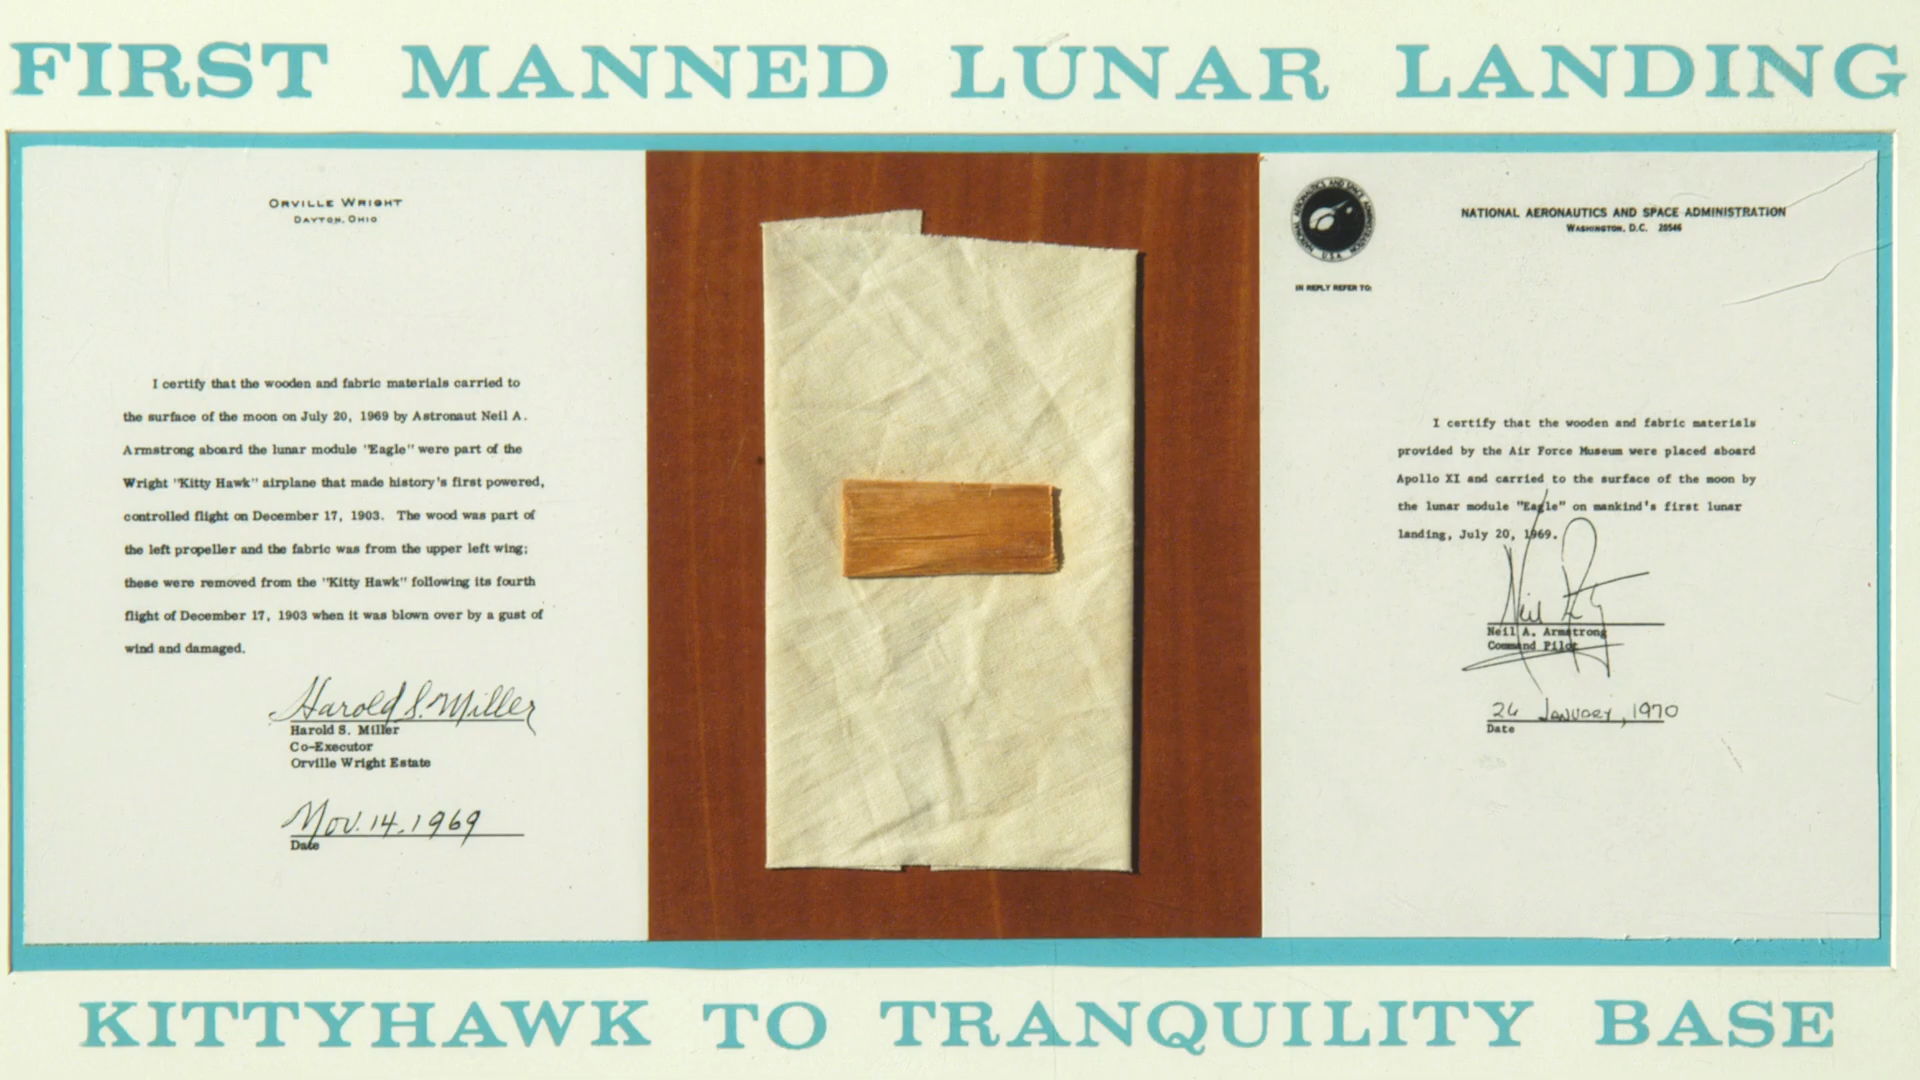 FIRST MANNED LUNAR LANDING
ORVILLE WRIGHT
DAYTON, OHIO
I certify that the wooden and fabric materials carried to
the surface of the moon on July 20, 1969 by Astronaut Neil A.
Armstrong aboard the lunar module "Eagle" were part of the
Wright "Kitty Hawk" airplane that made history's first powered,
controlled flight on December 17, 1903. The wood was part of
the left propeller and the fabric was from the upper left wing;
these were removed from the "Kitty Hawk" following its fourth
flight of December 17, 1903 when it was blown over by a gust of
wind and damaged.
Harold S. Miller
Harold S. Miller
Co-Executor
Orville Wright Estate
Nov. 14, 1969
Date
NATIONAL AERONAUTICS AND SPACE ADMINISTRATION
U.S.A.
NATIONAL AERONAUTICS AND SPACE ADMINISTRATION
WASHINGTON, D.C. 20546
IN REPLY REFER TO:
I certify that the wooden and fabric materials
provided by the Air Force Museum were placed aboard
Apollo XI and carried to the surface of the moon by
the lunar module "Eagle" on mankind's first lunar
landing, July 20, 1969.
Neil
Neil A. Armstrong
Command Pilot
JANUARY, 1970
Date
KITTYHAWK TO TRANQUILITY BASE